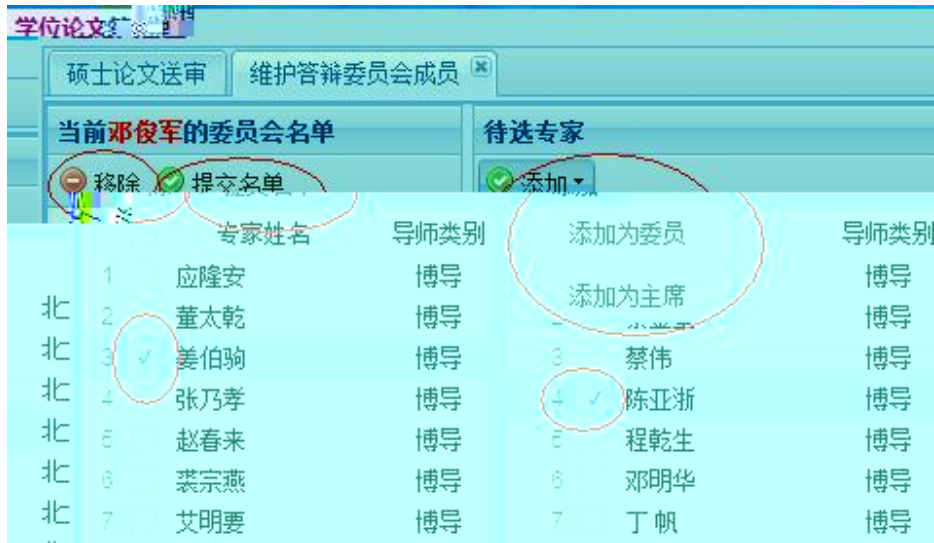 学位论文
硕士论文送审 维护答辩委员会成员
当前邓俊军的委员会名单 待选专家
移除 提交名单 添加
专家姓名 导师类别 添加为委员 导师类别
1 应隆安 博导 博导
添加为主席
北 2 董太乾 博导 博导
北 3 姜伯驹 博导 3 蔡伟 博导
北 4 张乃孝 博导 4 陈亚浙 博导
北 5 赵春来 博导 5 程乾生 博导
北 6 裘宗燕 博导 6 邓明华 博导
北 7 艾明要 博导 7 丁帆 博导